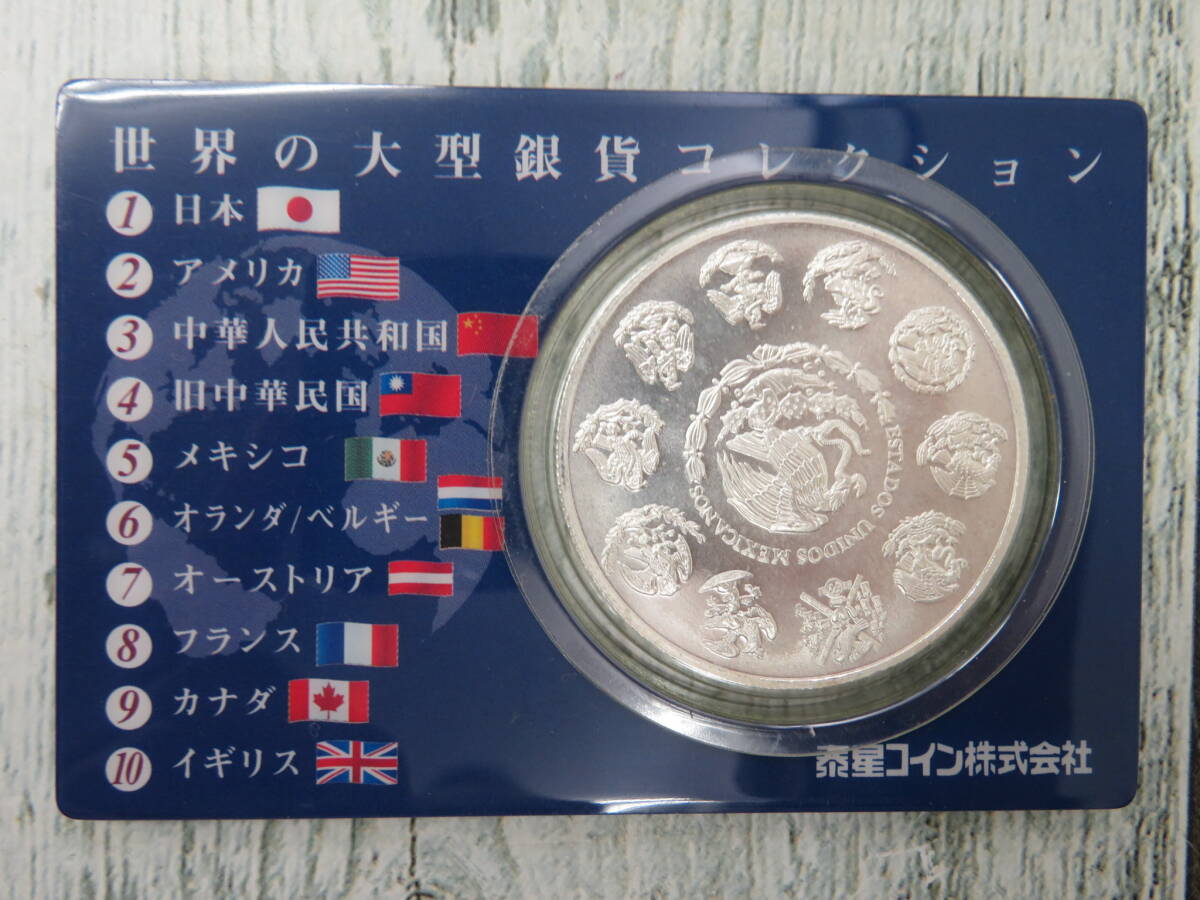 世界の大型銀貨コレクション
1 日本
2 アメリカ
3 中華人民共和国
4 旧中華民国
5 メキシコ
6 オランダ/ベルギー
7 オーストリア
8 フランス
9 カナダ
10 イギリス
ESTADOS UNIDOS MEXICANOS
泰星コイン株式会社